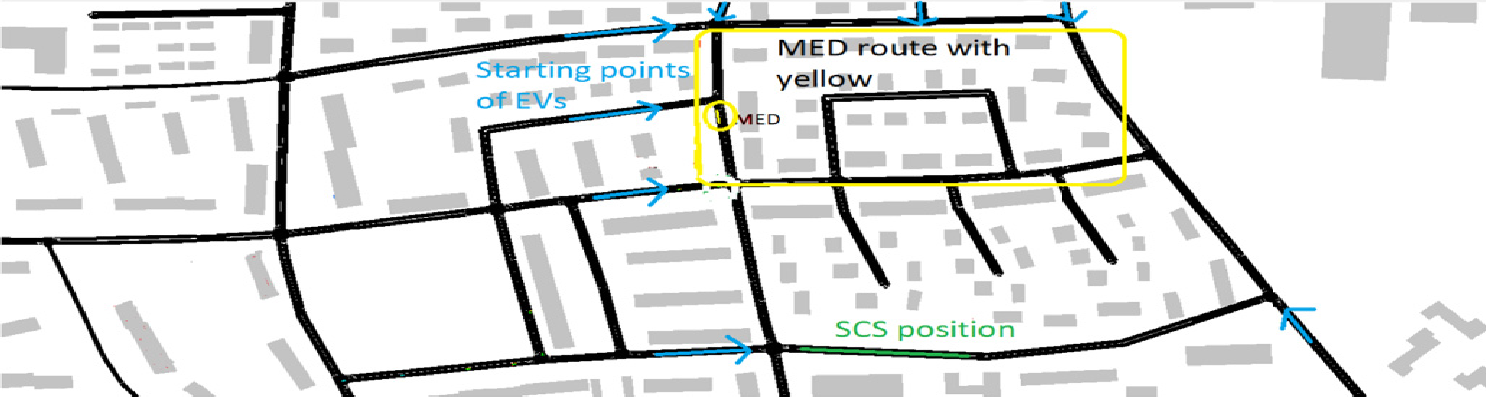 MED route with
yellow
Starting points
of EVs
MED
SCS position